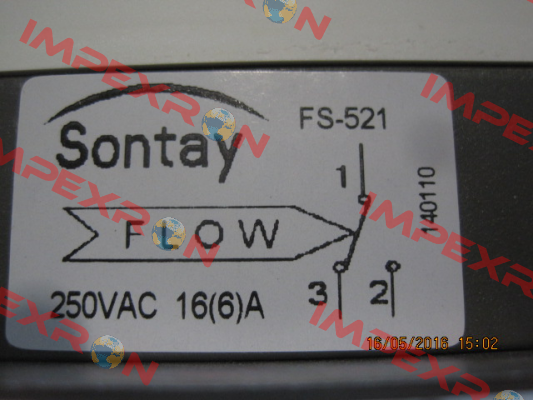 Sontay
FS-521
1
FLOW
140110
3
2
250VAC 16(6)A
16/05/2016 15:02
IMPEXRON
IMPEXRON
IMPEXRON
IMPEXRON
IMPEXRON